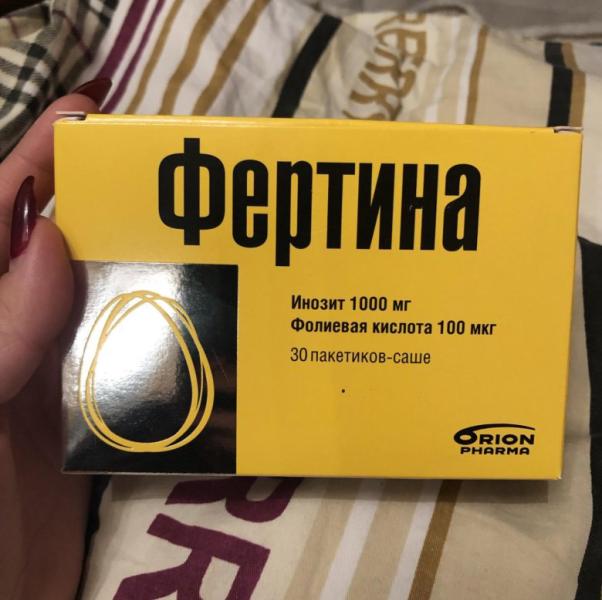 Фертина
Инозит 1000 мг
Фолиевая кислота 100 мкг
30 пакетиков-саше
ORION
PHARMA